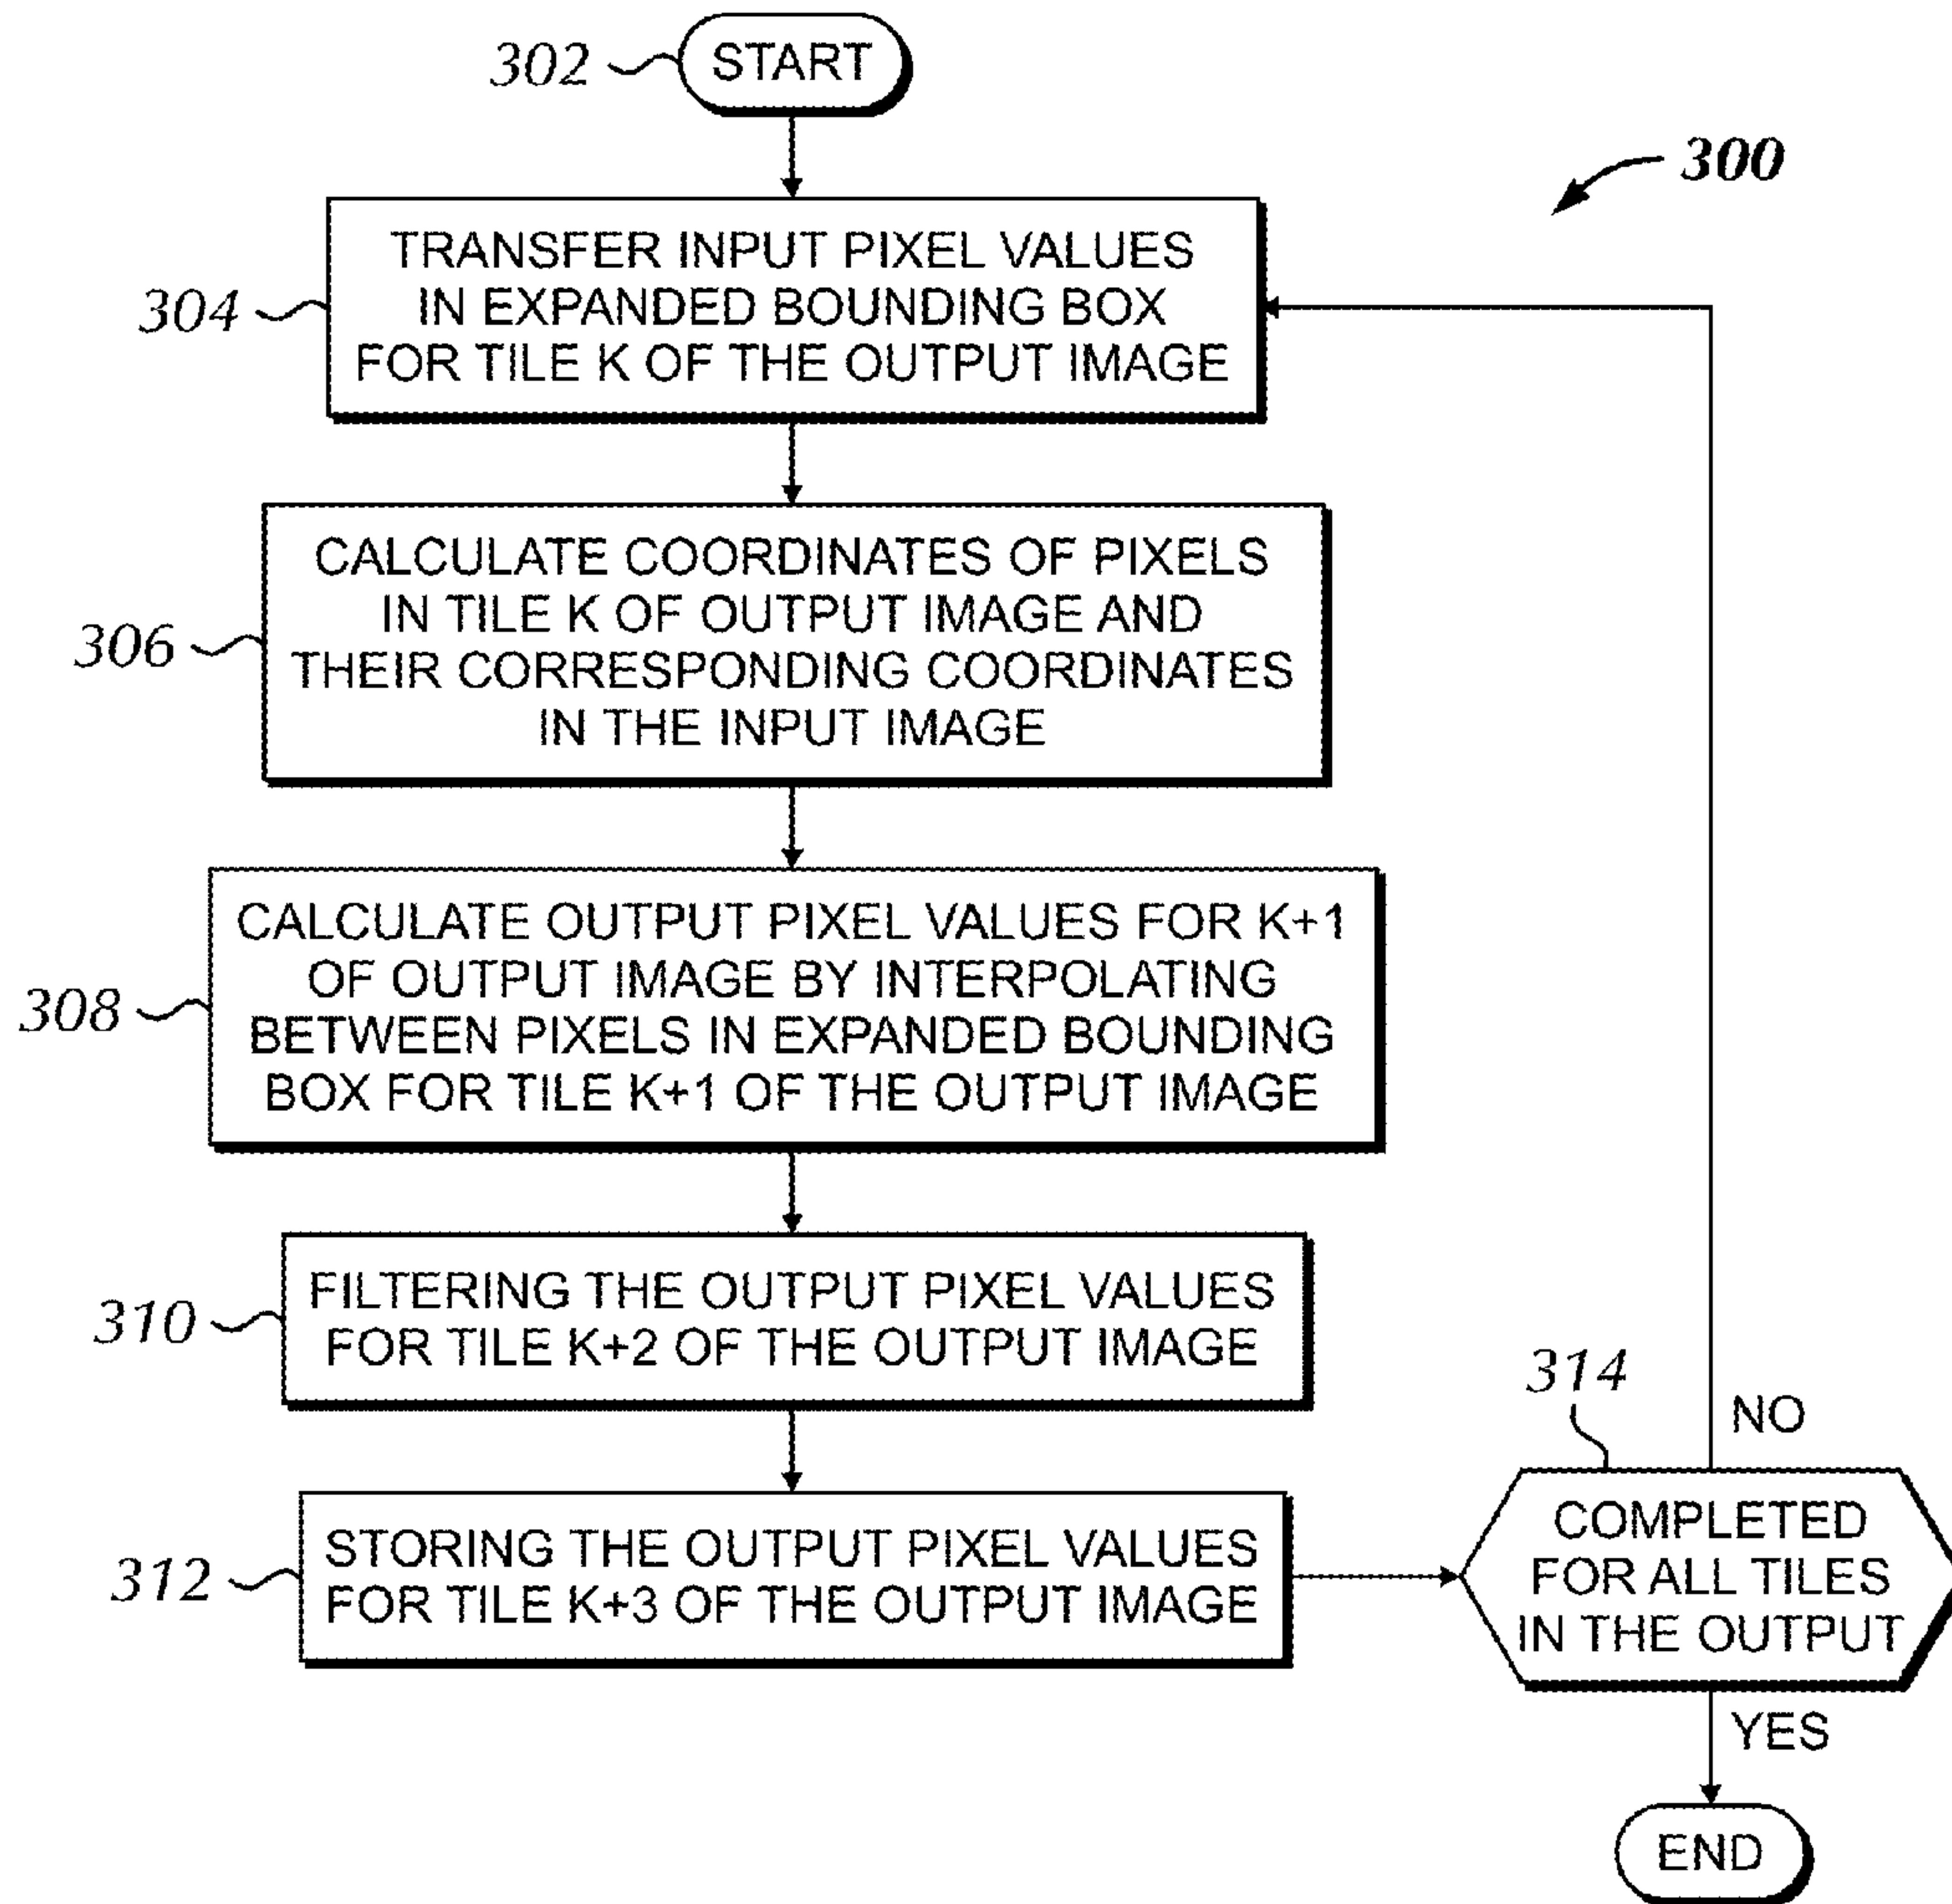 302
START
300
304
TRANSFER INPUT PIXEL VALUES
IN EXPANDED BOUNDING BOX
FOR TILE K OF THE OUTPUT IMAGE
306
CALCULATE COORDINATES OF PIXELS
IN TILE K OF OUTPUT IMAGE AND
THEIR CORRESPONDING COORDINATES
IN THE INPUT IMAGE
308
CALCULATE OUTPUT PIXEL VALUES FOR K+1
OF OUTPUT IMAGE BY INTERPOLATING
BETWEEN PIXELS IN EXPANDED BOUNDING
BOX FOR TILE K+1 OF THE OUTPUT IMAGE
310
FILTERING THE OUTPUT PIXEL VALUES
FOR TILE K+2 OF THE OUTPUT IMAGE
312
STORING THE OUTPUT PIXEL VALUES
FOR TILE K+3 OF THE OUTPUT IMAGE
314
NO
COMPLETED
FOR ALL TILES
IN THE OUTPUT
YES
END